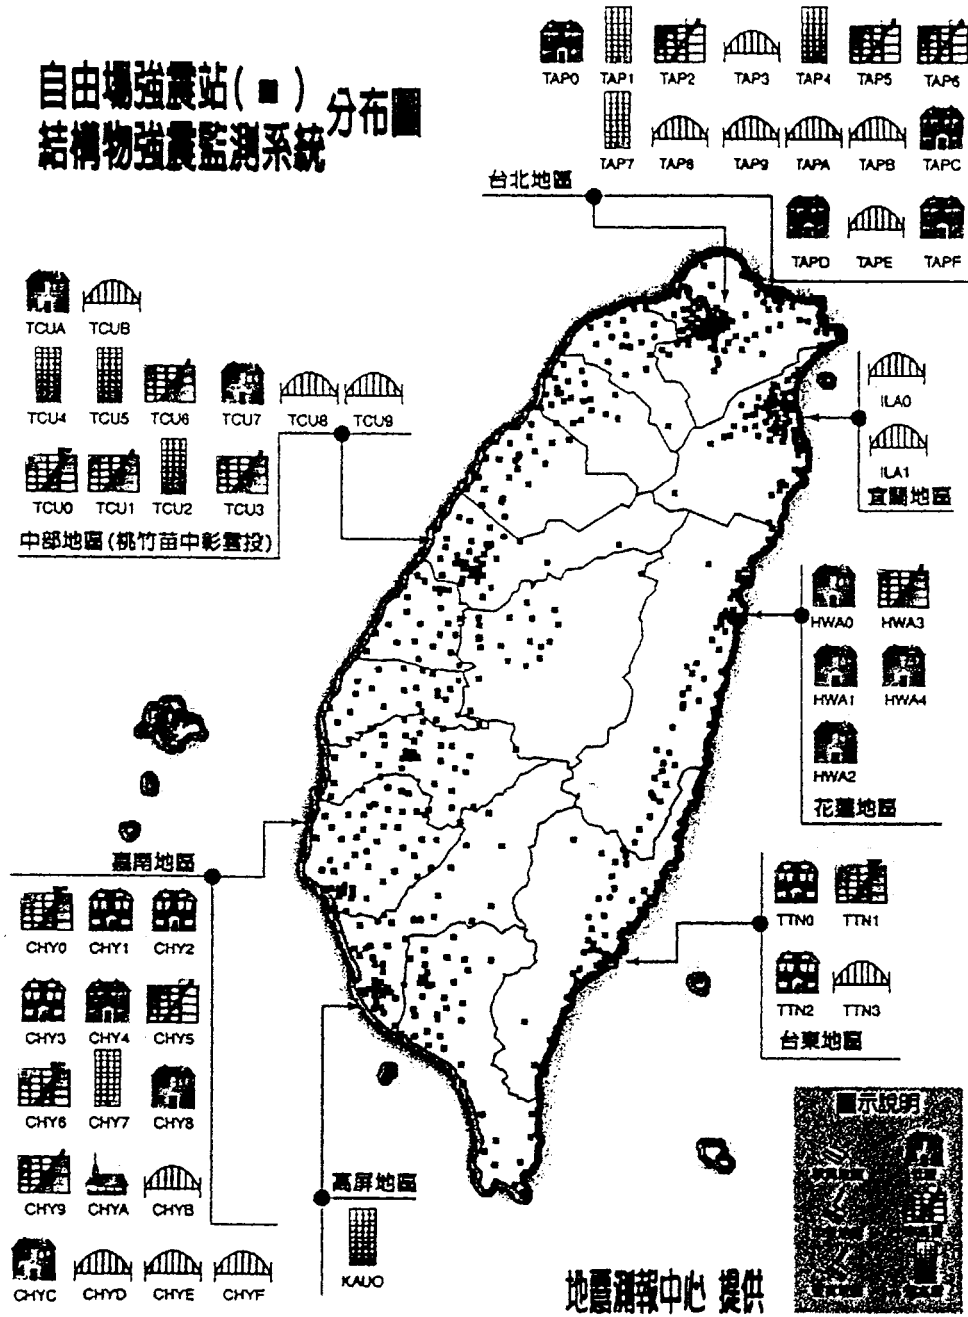 自由場強震站(■)
結構物強震監測系統
分布圖
TAP0 TAP1 TAP2 TAP3 TAP4 TAP5 TAP6
TAP7 TAP8 TAP9 TAPA TAPB TAPC
台北地區
TAPD TAPE TAPF
TCUA TCUB
TCU4 TCU5 TCU6 TCU7 TCU8 TCU9
TCU0 TCU1 TCU2 TCU3
中部地區(桃竹苗中彰雲投)
ILA0
ILA1
宜蘭地區
HWA0 HWA3
HWA1 HWA4
HWA2
花蓮地區
嘉南地區
CHY0 CHY1 CHY2
CHY3 CHY4 CHY5
CHY6 CHY7 CHY8
CHY9 CHYA CHYB
CHYC CHYD CHYE CHYF
TTN0 TTN1
TTN2 TTN3
台東地區
高屏地區
KAU0
圖示說明
地震測報中心 提供